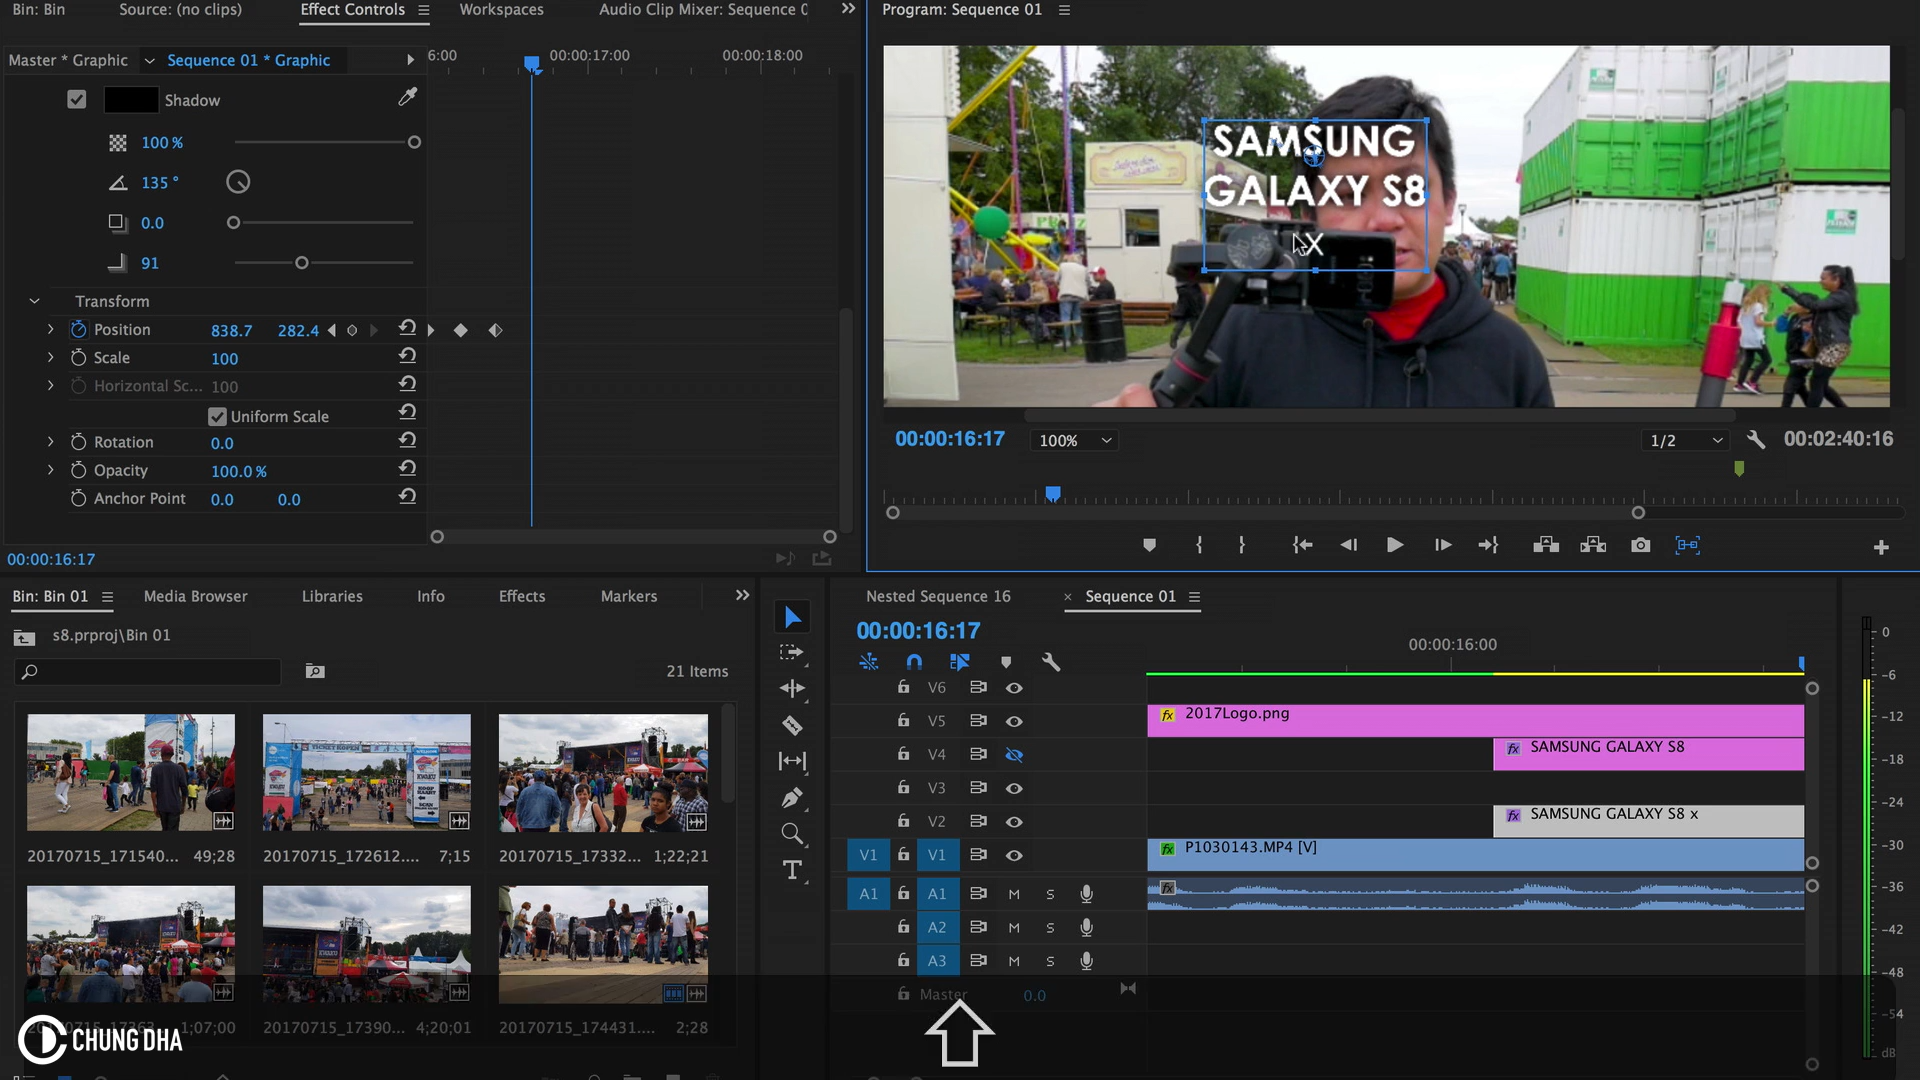 Bin: Bin
Source: (no clips)
Effect Controls
Workspaces
Audio Clip Mixer: Sequence 0
Program: Sequence 01
Master * Graphic
Sequence 01 * Graphic
6:00
00:00:17:00
00:00:18:00
Shadow
100 %
135 °
0.0
91
Transform
Position
838.7
282.4
Scale
100
Horizontal Sc...
100
Uniform Scale
Rotation
0.0
Opacity
100.0 %
Anchor Point
0.0
0.0
00:00:16:17
SAMSUNG
GALAXY S8
X
00:00:16:17
100%
1/2
00:02:40:16
Bin: Bin 01
Media Browser
Libraries
Info
Effects
Markers
s8.prproj\Bin 01
21 Items
20170715_171540...
49;28
20170715_172612....
7;15
20170715_17332...
1;22;21
1;07;00
20170715_17390...
4;20;01
20170715_174431....
2;28
CHUNG DHA
Nested Sequence 16
× Sequence 01
00:00:16:17
00:00:16:00
V6
V5
2017Logo.png
V4
SAMSUNG GALAXY S8
V3
V2
SAMSUNG GALAXY S8 x
V1
V1
P1030143.MP4 [V]
A1
A1
M
S
A2
M
S
A3
M
S
Master
0.0
0
-6
-12
-18
-24
-30
-36
-42
-48
-54
dB